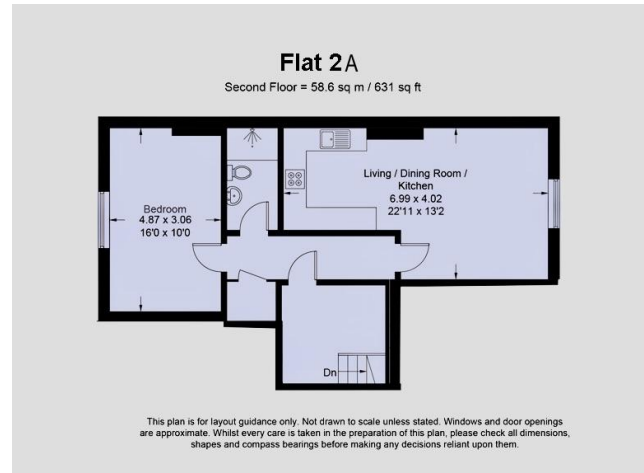 Flat 2A
Second Floor = 58.6 sq m / 631 sq ft
Living / Dining Room /
Kitchen
6.99 x 4.02
22'11 x 13'2
Bedroom
4.87 x 3.06
16'0 x 10'0
Dn
This plan is for layout guidance only. Not drawn to scale unless stated. Windows and door openings
are approximate. Whilst every care is taken in the preparation of this plan, please check all dimensions,
shapes and compass bearings before making any decisions reliant upon them.